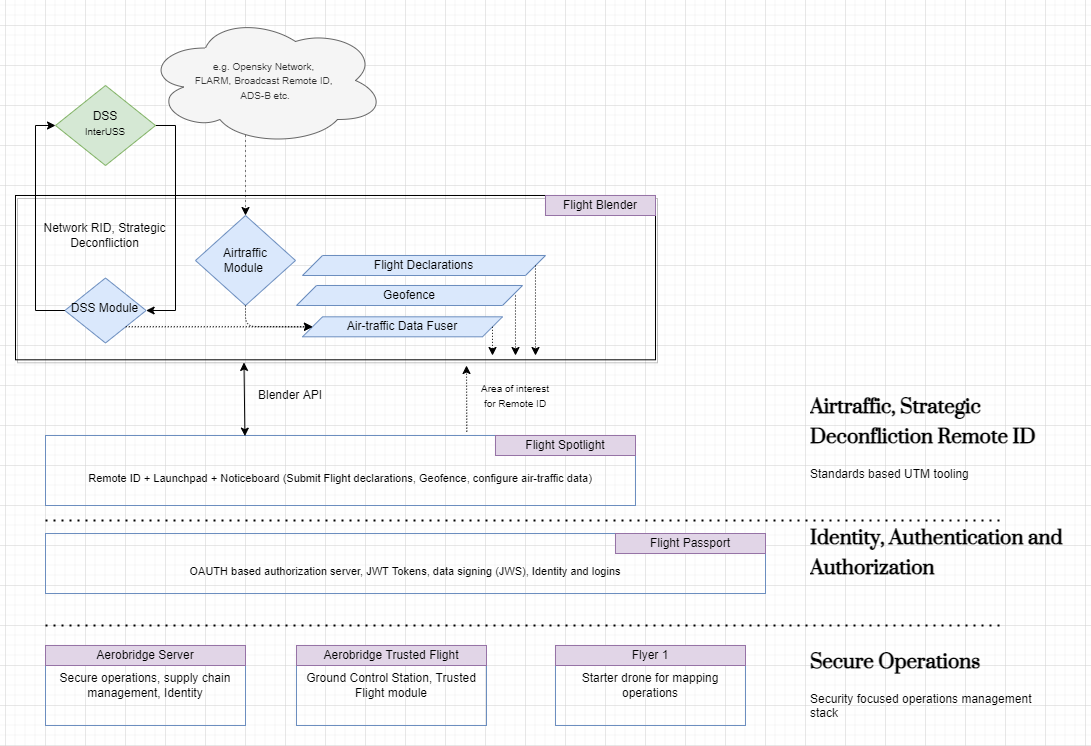 e.g. Opensky Network,
FLARM, Broadcast Remote ID,
ADS-B etc.
DSS
InterUSS
Flight Blender
Network RID, Strategic
Deconfliction
Airtraffic
Module
Flight Declarations
Geofence
DSS Module
Air-traffic Data Fuser
Blender API
Area of interest
for Remote ID
Airtraffic, Strategic
Deconfliction Remote ID
Standards based UTM tooling
Flight Spotlight
Remote ID + Launchpad + Noticeboard (Submit Flight declarations, Geofence, configure air-traffic data)
Identity, Authentication and
Authorization
Flight Passport
OAUTH based authorization server, JWT Tokens, data signing (JWS), Identity and logins
Aerobridge Server
Secure operations, supply chain
management, Identity
Aerobridge Trusted Flight
Ground Control Station, Trusted
Flight module
Flyer 1
Starter drone for mapping
operations
Secure Operations
Security focused operations management
stack